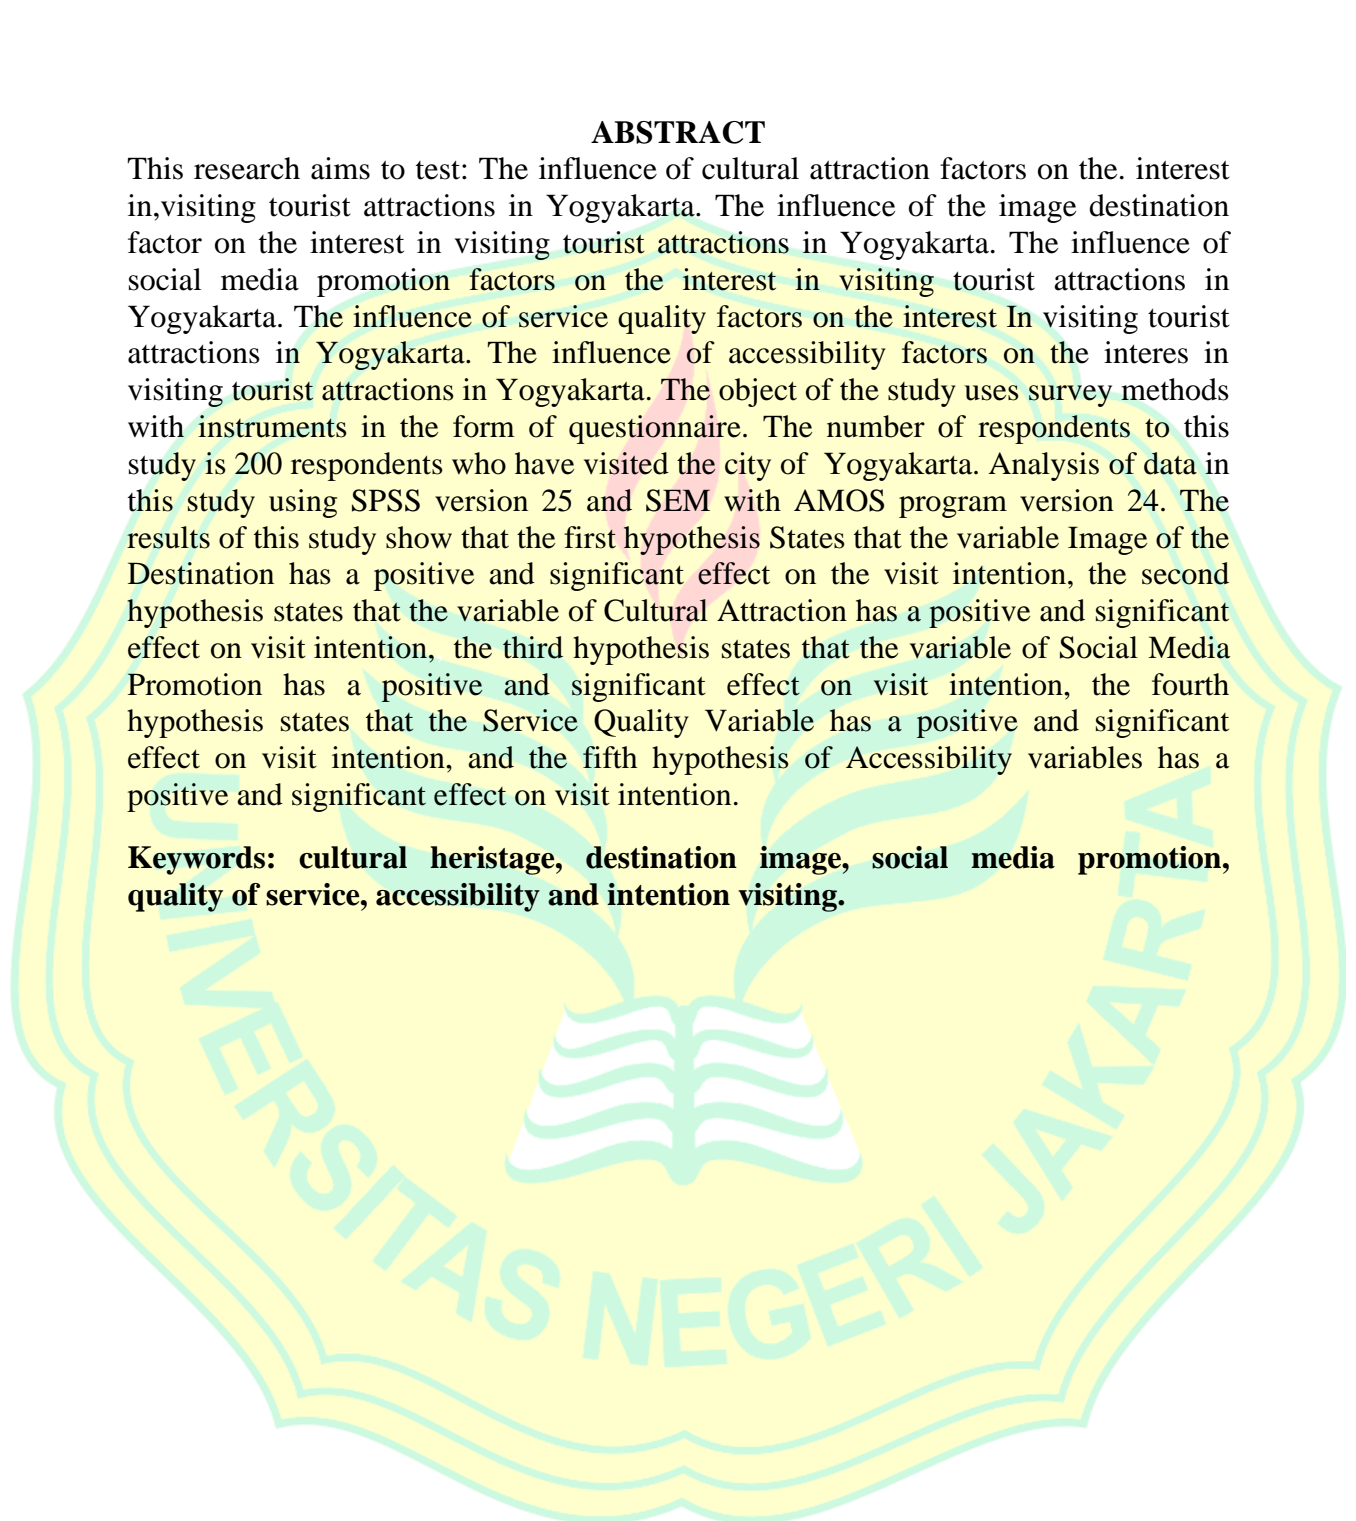 ABSTRACT
This research aims to test: The influence of cultural attraction factors on the. interest
in,visiting tourist attractions in Yogyakarta. The influence of the image destination
factor on the interest in visiting tourist attractions in Yogyakarta. The influence of
social media promotion factors on the interest in visiting tourist attractions in
Yogyakarta. The influence of service quality factors on the interest In visiting tourist
attractions in Yogyakarta. The influence of accessibility factors on the interes in
visiting tourist attractions in Yogyakarta. The object of the study uses survey methods
with instruments in the form of questionnaire. The number of respondents to this
study is 200 respondents who have visited the city of Yogyakarta. Analysis of data in
this study using SPSS version 25 and SEM with AMOS program version 24. The
results of this study show that the first hypothesis States that the variable Image of the
Destination has a positive and significant effect on the visit intention, the second
hypothesis states that the variable of Cultural Attraction has a positive and significant
effect on visit intention, the third hypothesis states that the variable of Social Media
Promotion has a positive and significant effect on visit intention, the fourth
hypothesis states that the Service Quality Variable has a positive and significant
effect on visit intention, and the fifth hypothesis of Accessibility variables has a
positive and significant effect on visit intention.
Keywords: cultural heristage, destination image, social media promotion,
quality of service, accessibility and intention visiting.
UNIVERSITAS NEGERI JAKARTA